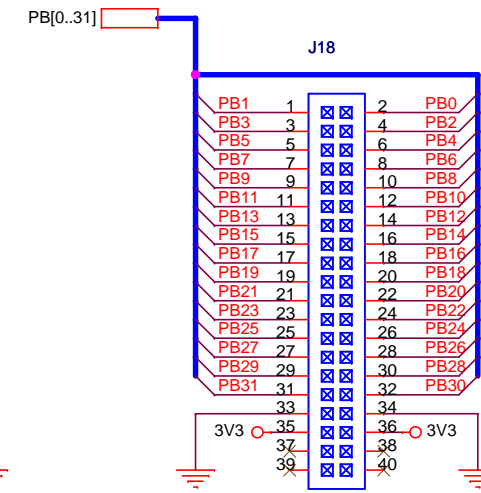 PB[0..31]
J18
PB1 1 2 PB0
PB3 3 4 PB2
PB5 5 6 PB4
PB7 7 8 PB6
PB9 9 10 PB8
PB11 11 12 PB10
PB13 13 14 PB12
PB15 15 16 PB14
PB17 17 18 PB16
PB19 19 20 PB18
PB21 21 22 PB20
PB23 23 24 PB22
PB25 25 26 PB24
PB27 27 28 PB26
PB29 29 30 PB28
PB31 31 32 PB30
33 34
3V3 35 36 3V3
37 38
39 40